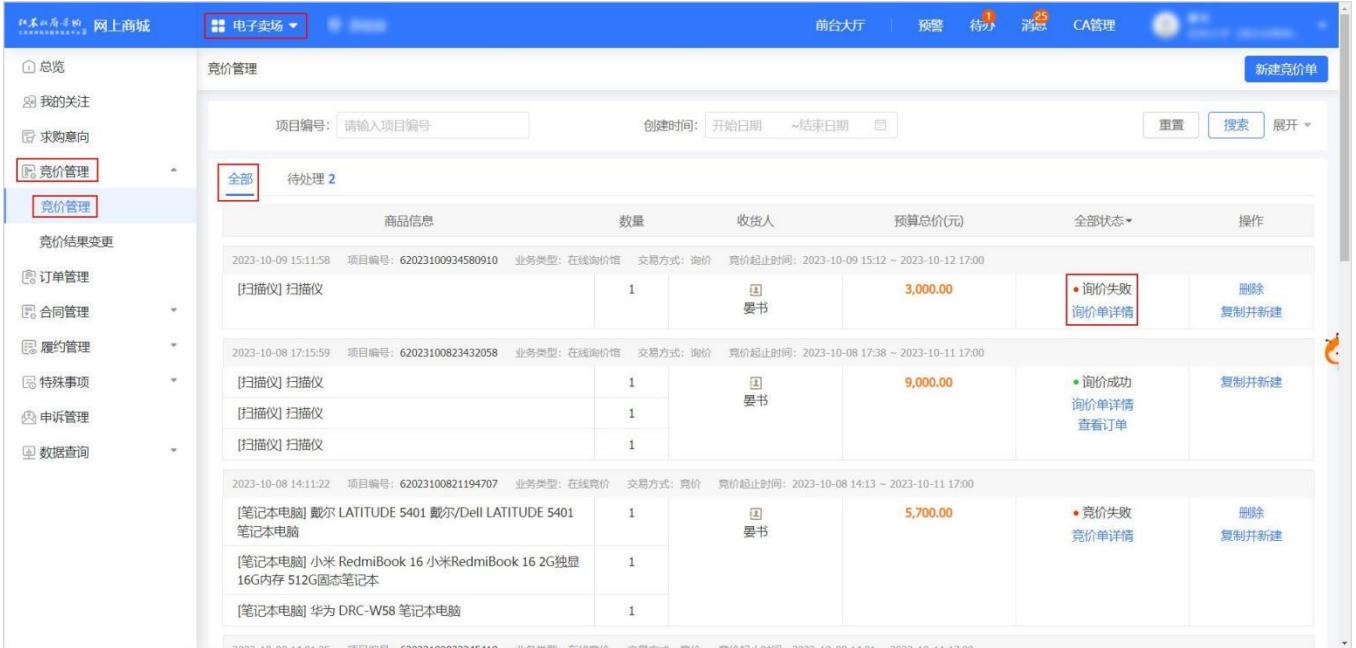 江苏政府采购 网上商城 电子卖场 前台大厅 预警 待办 1 消息 25 CA管理
总览
我的关注
求购意向
竞价管理
竞价管理
竞价结果变更
订单管理
合同管理
履约管理
特殊事项
申诉管理
数据查询
竞价管理 新建竞价单
项目编号: 请输入项目编号 创建时间: 开始日期 ~结束日期 重置 搜索 展开
全部 待处理 2
商品信息 数量 收货人 预算总价(元) 全部状态 操作
2023-10-09 15:11:58 项目编号: 62023100934580910 业务类型: 在线询价馆 交易方式: 询价 竞价起止时间: 2023-10-09 15:12 ~ 2023-10-12 17:00
[扫描仪] 扫描仪 1 晏书 3,000.00 询价失败 删除
询价单详情 复制并新建
2023-10-08 17:15:59 项目编号: 62023100823432058 业务类型: 在线询价馆 交易方式: 询价 竞价起止时间: 2023-10-08 17:38 ~ 2023-10-11 17:00
[扫描仪] 扫描仪 1 晏书 9,000.00 询价成功 复制并新建
询价单详情
[扫描仪] 扫描仪 1 查看订单
[扫描仪] 扫描仪 1
2023-10-08 14:11:22 项目编号: 62023100821194707 业务类型: 在线竞价 交易方式: 竞价 竞价起止时间: 2023-10-08 14:13 ~ 2023-10-11 17:00
[笔记本电脑] 戴尔 LATITUDE 5401 戴尔/Dell LATITUDE 5401 1 晏书 5,700.00 竞价失败 删除
笔记本电脑 竞价单详情 复制并新建
[笔记本电脑] 小米 RedmiBook 16 小米RedmiBook 16 2G独显 1
16G内存 512G固态笔记本
[笔记本电脑] 华为 DRC-W58 笔记本电脑 1